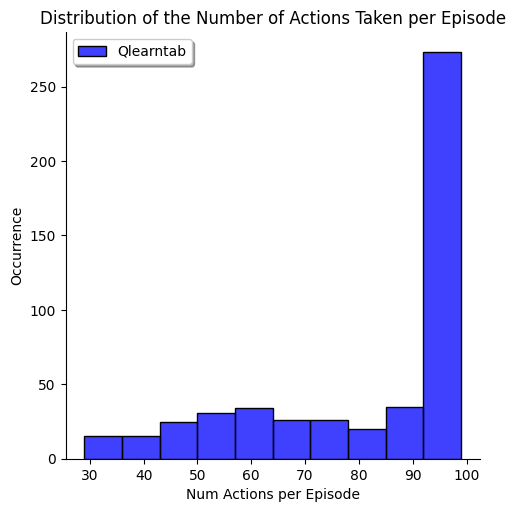 Distribution of the Number of Actions Taken per Episode
Qlearntab
250
200
150
100
50
0
Occurrence
30 40 50 60 70 80 90 100
Num Actions per Episode